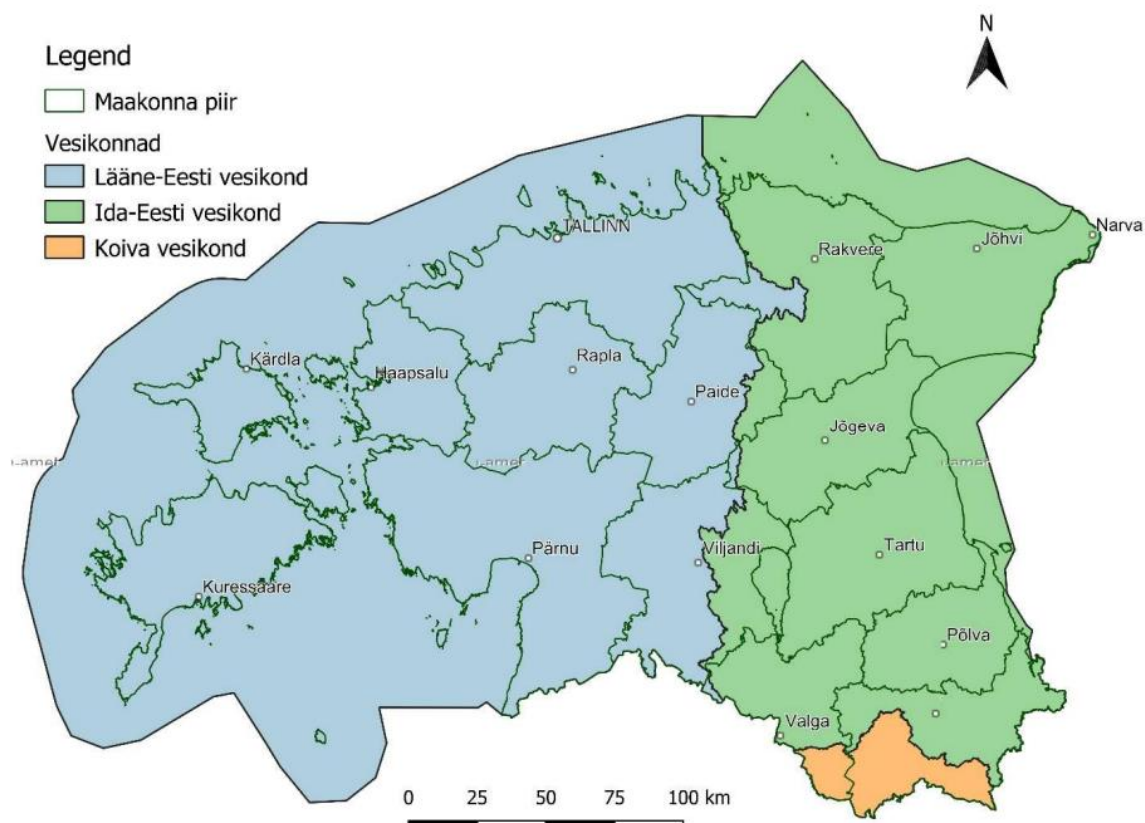 N
Legend
Maakonna piir
Vesikonnad
Lääne-Eesti vesikond
Ida-Eesti vesikond
Koiva vesikond
TALLINN
Narva
Jõhvi
Rakvere
Kärdla
Haapsalu
Rapla
Paide
Jõgeva
Pärnu
Viljandi
Tartu
Kuressaare
Põlva
Valga
0 25 50 75 100 km